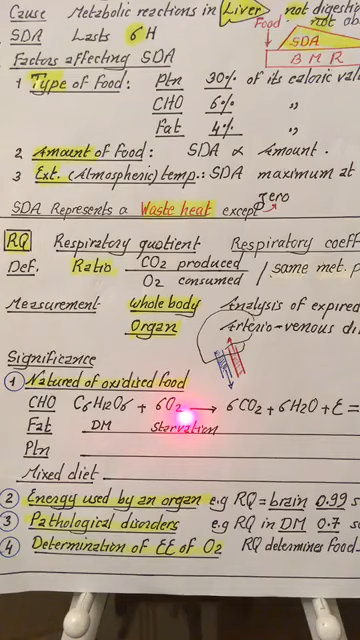 Cause Metabolic reactions in Liver, not digestion
not
SDA Lasts 6H
Food
SDA
BMR
Factors affecting SDA
1 Type of Food: Ptn 30% of its caloric value
CHO 6% "
Fat 4% "
2 Amount of food: SDA α Amount.
3 Ext. (Atmospheric) temp.: SDA maximum at
zero
SDA Represents a Waste heat except
RQ Respiratory quotient Respiratory coeff
Def. Ratio CO2 produced / same met.
O2 consumed
Measurement whole body Analysis of expired
Organ Arterio-venous di
Significance
1 Natured of oxidised food
CHO C6H12O6 + 6O2 → 6CO2 + 6H2O + E =
Fat DM starvation
Ptn
Mixed diet
2 Energy used by an organ e.g RQ = brain 0.99
3 Pathological disorders e.g RQ in DM 0.7
4 Determination of EE of O2 RQ determines food